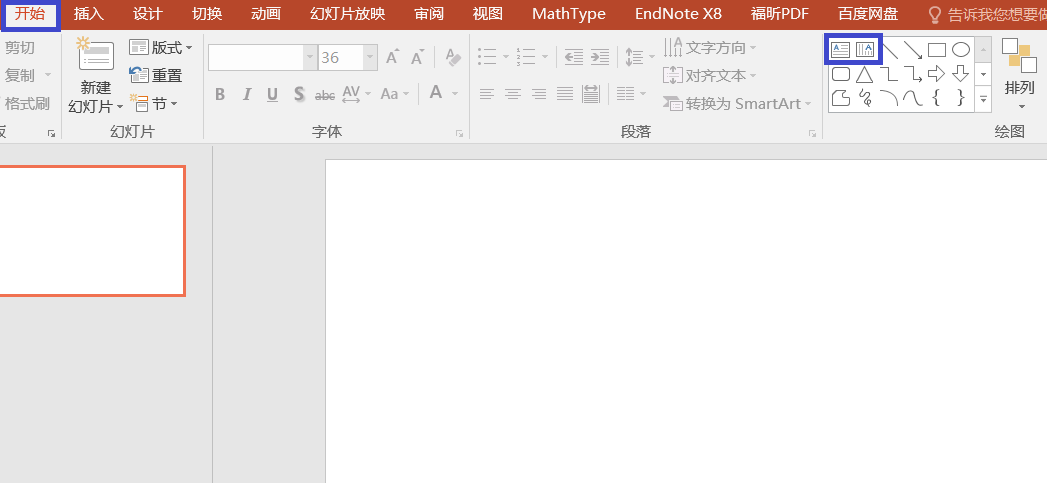 开始 插入 设计 切换 动画 幻灯片放映 审阅 视图 MathType EndNote X8 福昕PDF 百度网盘 告诉我您想要做
剪切 版式 36 A A A 文字方向
复制 新建 重置 对齐文本 排列
格式刷 幻灯片 节 B I U S abc AV Aa A 转换为 SmartArt
幻灯片 字体 段落 绘图